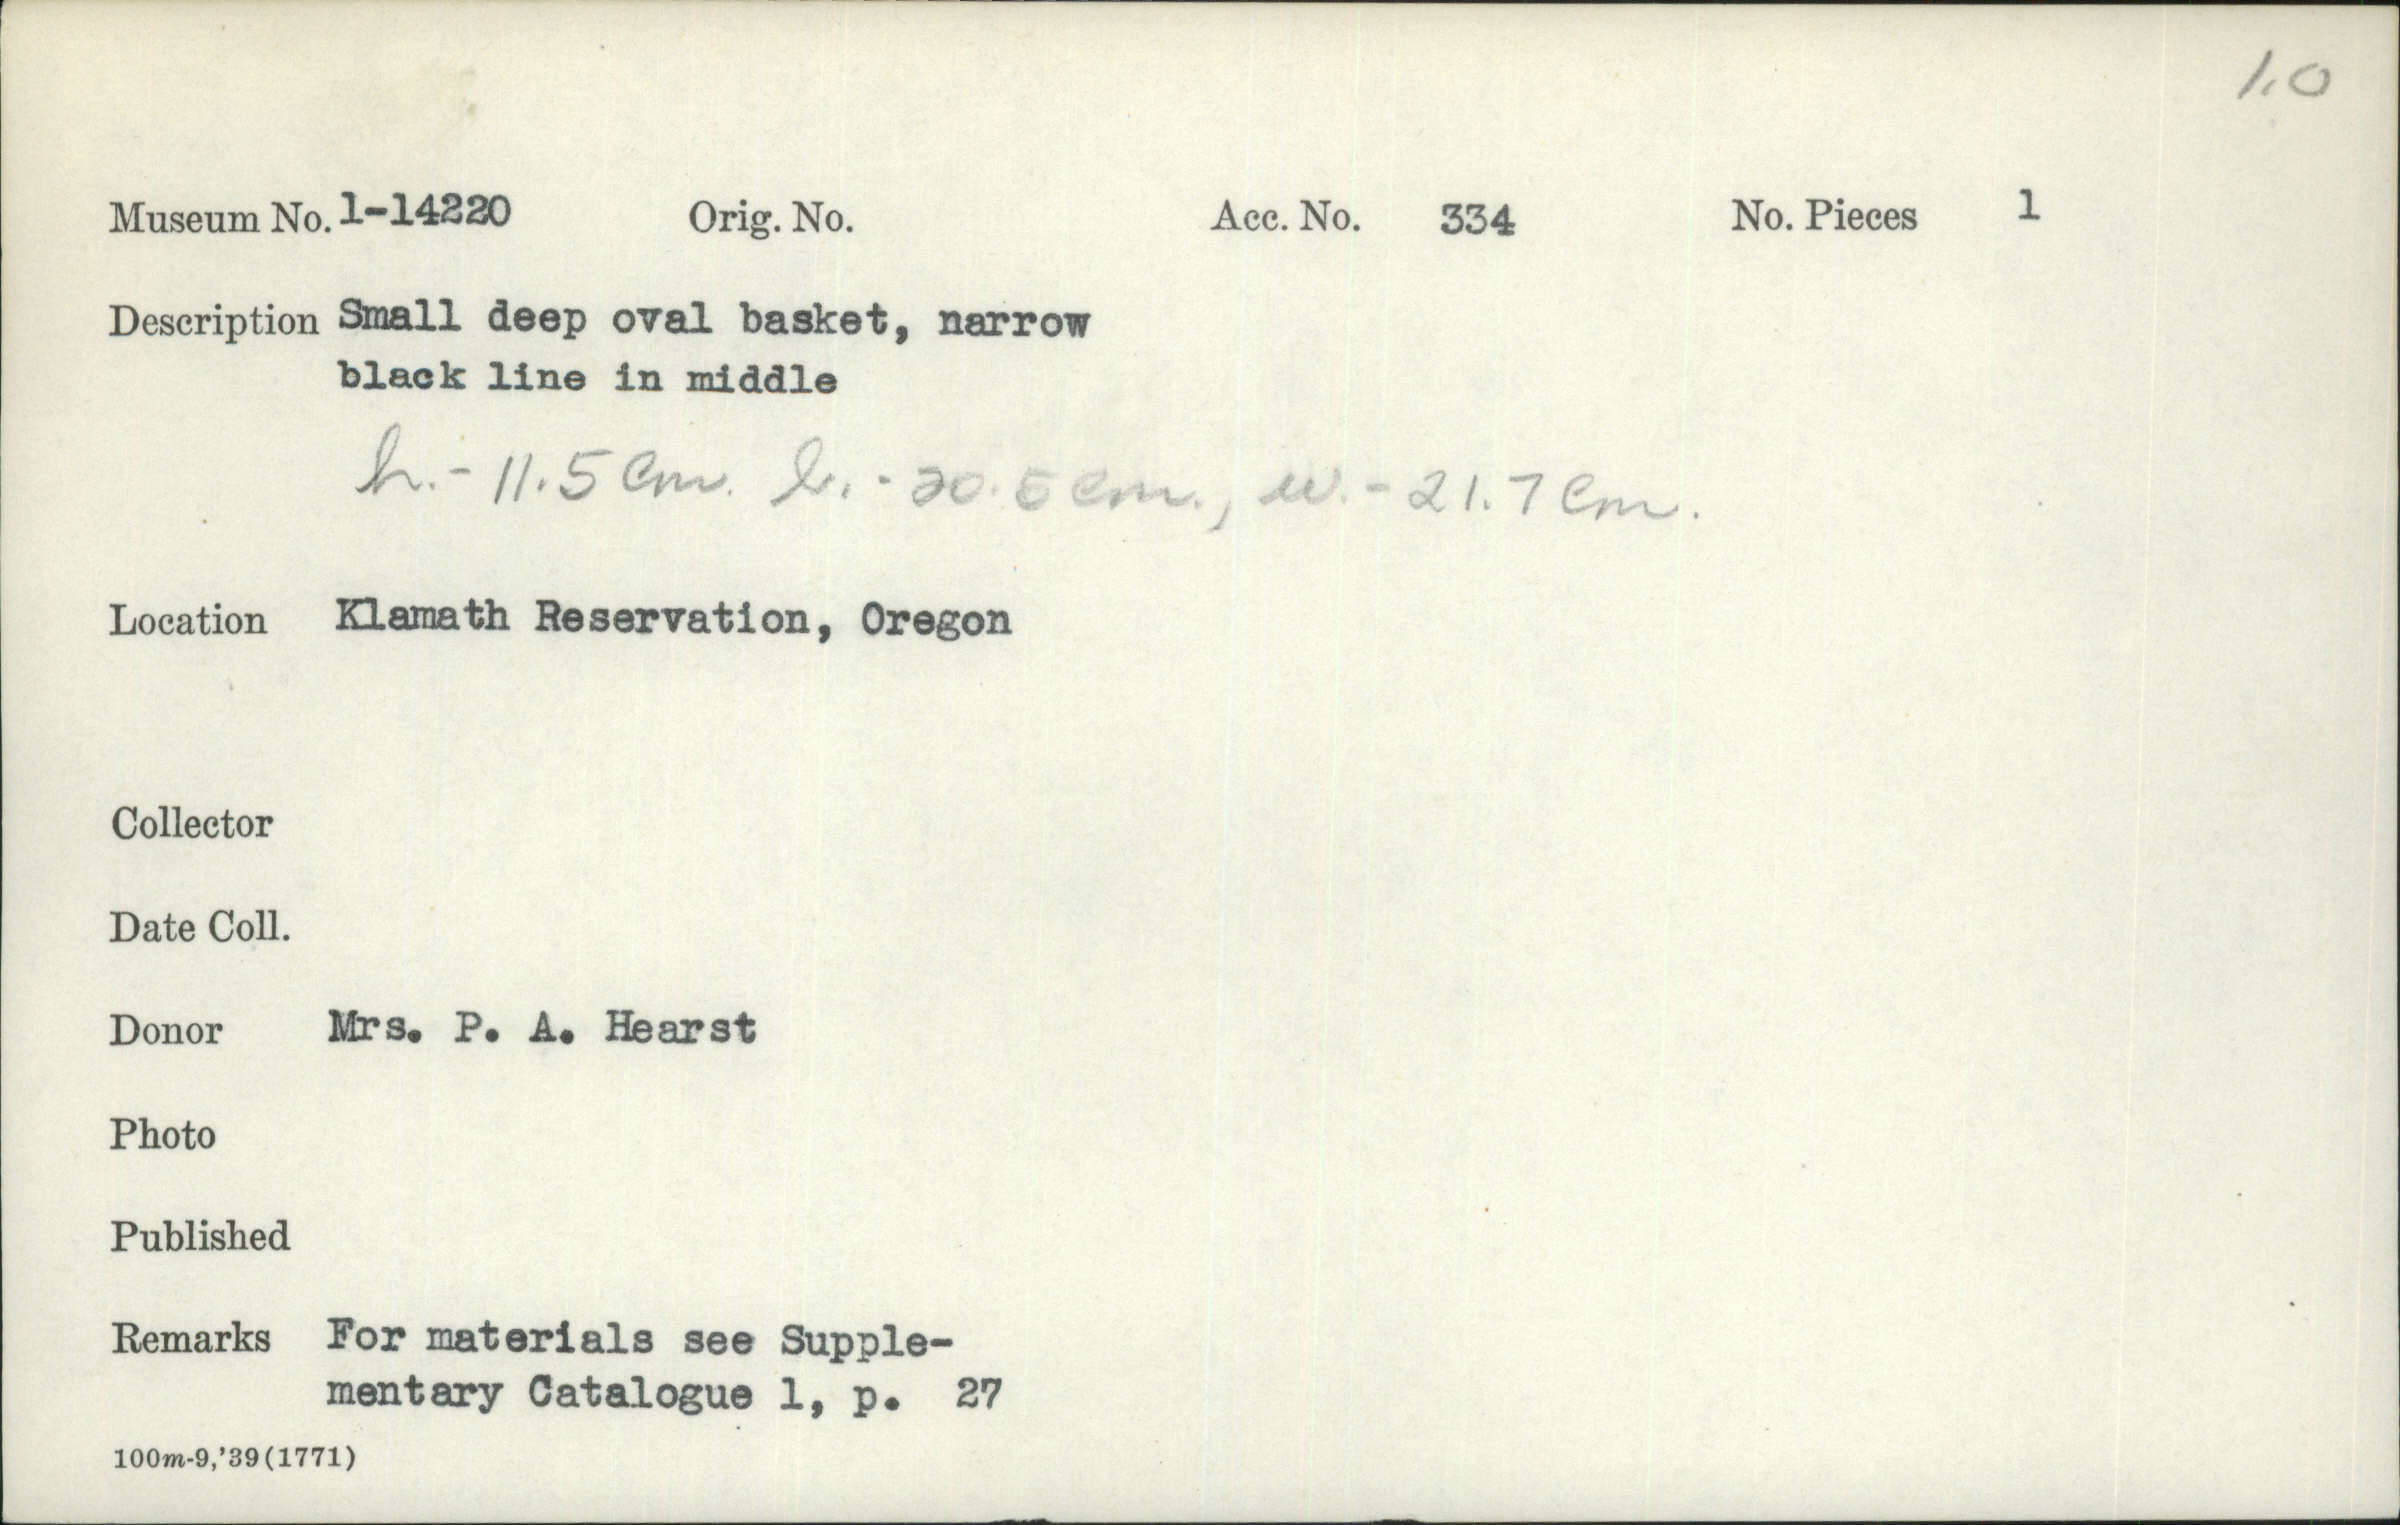 1.0
Museum No. 1-14220 Orig. No. Acc. No. 334 No. Pieces 1
Description Small deep oval basket, narrow
black line in middle
h.- 11.5 cm. l.- 20.5 cm., w.- 21.7 cm.
Location Klamath Reservation, Oregon
Collector
Date Coll.
Donor Mrs. P. A. Hearst
Photo
Published
Remarks For materials see Supple-
mentary Catalogue 1, p. 27
100m-9,'39(1771)